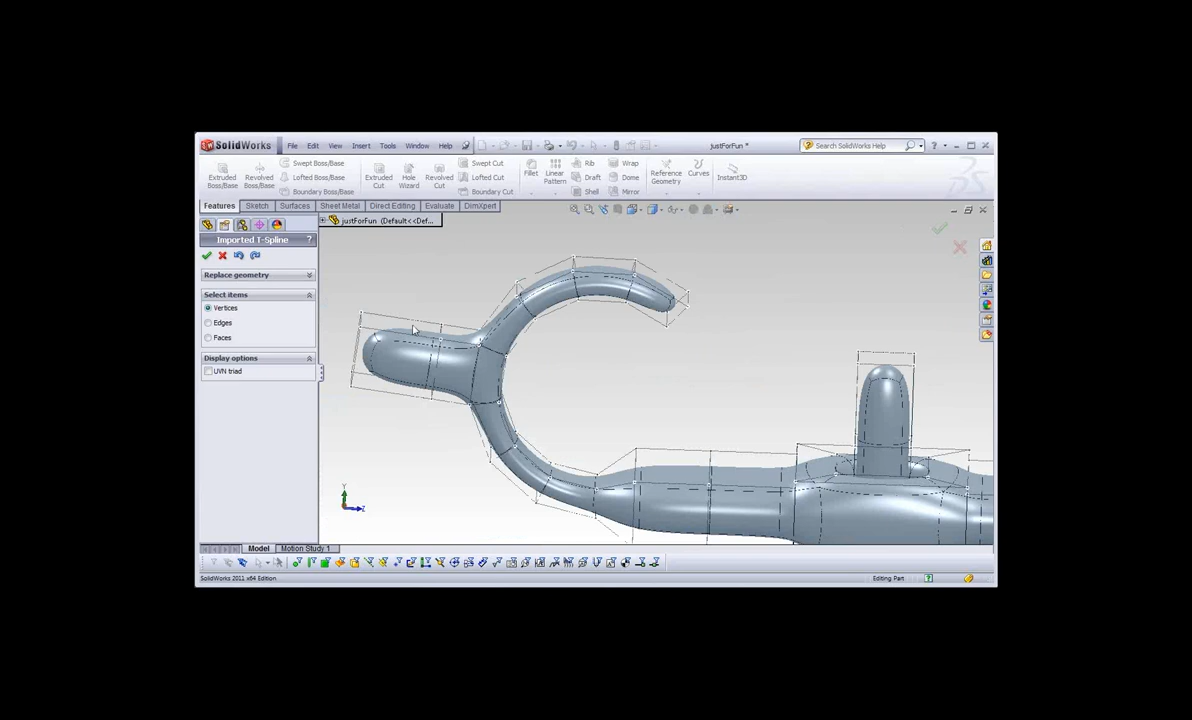 SolidWorks File Edit View Insert Tools Window Help justForFun * Search SolidWorks Help
Extruded Boss/Base Revolved Boss/Base Swept Boss/Base Lofted Boss/Base Boundary Boss/Base Extruded Cut Hole Wizard Revolved Cut Swept Cut Lofted Cut Boundary Cut Fillet Linear Pattern Rib Draft Shell Wrap Dome Mirror Reference Geometry Curves Instant3D
Features Sketch Surfaces Sheet Metal Direct Editing Evaluate DimXpert
justForFun (Default<<Def...
Imported T-Spline ?
Replace geometry
Select items
Vertices
Edges
Faces
Display options
UVN triad
Y
Z
Model Motion Study 1
SolidWorks 2011 x64 Edition Editing Part